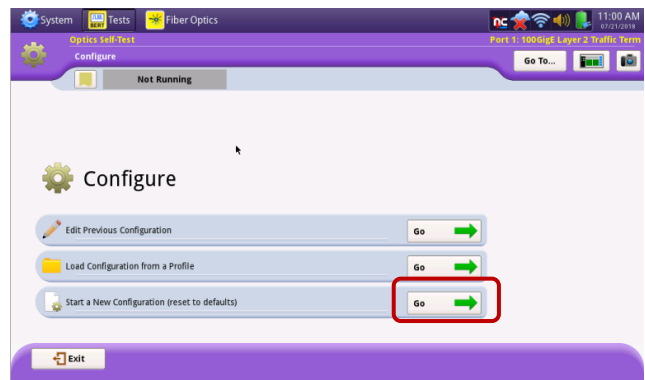 System Tests Fiber Optics 11:00 AM
07/21/2018
Optics Self-Test Port 1: 100GigE Layer 2 Traffic Term
Configure
Go To...
Not Running
Configure
Edit Previous Configuration Go
Load Configuration from a Profile Go
Start a New Configuration (reset to defaults) Go
Exit